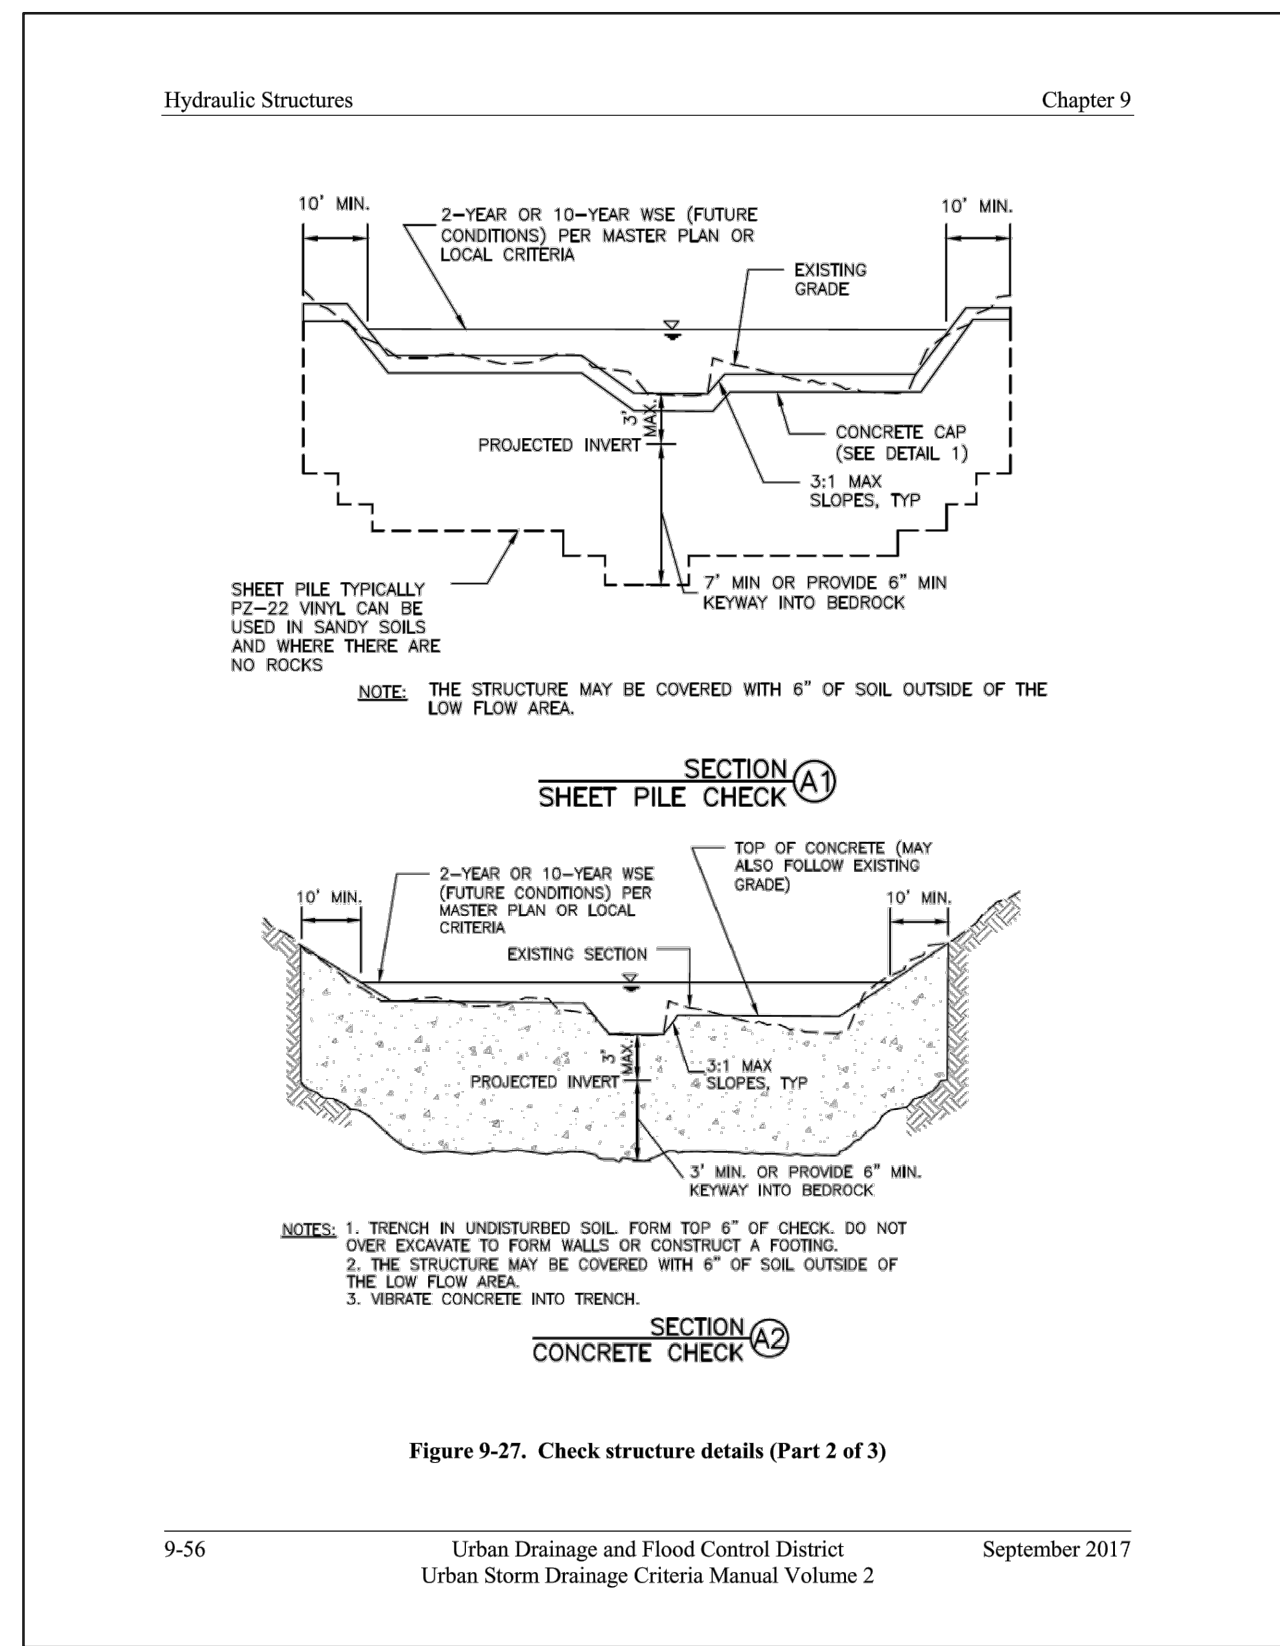 Hydraulic Structures Chapter 9
10' MIN.
2-YEAR OR 10-YEAR WSE (FUTURE
CONDITIONS) PER MASTER PLAN OR
LOCAL CRITERIA
10' MIN.
EXISTING
GRADE
3'
MAX.
PROJECTED INVERT
CONCRETE CAP
(SEE DETAIL 1)
3:1 MAX
SLOPES, TYP
SHEET PILE TYPICALLY
PZ-22 VINYL CAN BE
USED IN SANDY SOILS
AND WHERE THERE ARE
NO ROCKS
7' MIN OR PROVIDE 6" MIN
KEYWAY INTO BEDROCK
NOTE: THE STRUCTURE MAY BE COVERED WITH 6" OF SOIL OUTSIDE OF THE
LOW FLOW AREA.
SECTION
SHEET PILE CHECK
A1
TOP OF CONCRETE (MAY
ALSO FOLLOW EXISTING
GRADE)
2-YEAR OR 10-YEAR WSE
(FUTURE CONDITIONS) PER
MASTER PLAN OR LOCAL
CRITERIA
10' MIN.
10' MIN.
EXISTING SECTION
3'
MAX.
PROJECTED INVERT
3:1 MAX
SLOPES, TYP
3' MIN. OR PROVIDE 6" MIN.
KEYWAY INTO BEDROCK
NOTES: 1. TRENCH IN UNDISTURBED SOIL. FORM TOP 6" OF CHECK. DO NOT
OVER EXCAVATE TO FORM WALLS OR CONSTRUCT A FOOTING.
2. THE STRUCTURE MAY BE COVERED WITH 6" OF SOIL OUTSIDE OF
THE LOW FLOW AREA.
3. VIBRATE CONCRETE INTO TRENCH.
SECTION
CONCRETE CHECK
A2
Figure 9-27. Check structure details (Part 2 of 3)
9-56 Urban Drainage and Flood Control District September 2017
Urban Storm Drainage Criteria Manual Volume 2